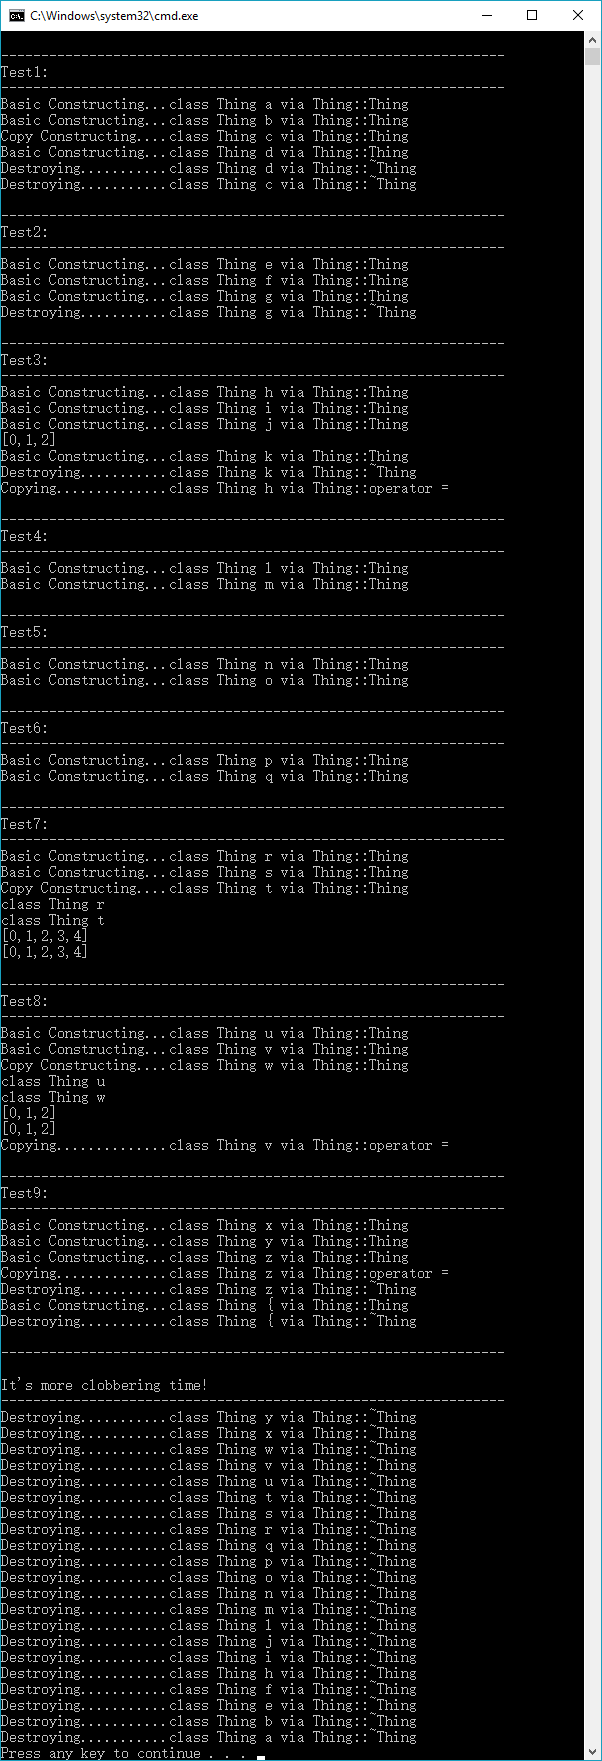 C:\Windows\system32\cmd.exe
----------------------------------------------------------------
Test1:
----------------------------------------------------------------
Basic Constructing...class Thing a via Thing::Thing
Basic Constructing...class Thing b via Thing::Thing
Copy Constructing....class Thing c via Thing::Thing
Basic Constructing...class Thing d via Thing::Thing
Destroying...........class Thing d via Thing::~Thing
Destroying...........class Thing c via Thing::~Thing
----------------------------------------------------------------
Test2:
----------------------------------------------------------------
Basic Constructing...class Thing e via Thing::Thing
Basic Constructing...class Thing f via Thing::Thing
Basic Constructing...class Thing g via Thing::Thing
Destroying...........class Thing g via Thing::~Thing
----------------------------------------------------------------
Test3:
----------------------------------------------------------------
Basic Constructing...class Thing h via Thing::Thing
Basic Constructing...class Thing i via Thing::Thing
Basic Constructing...class Thing j via Thing::Thing
[0,1,2]
Basic Constructing...class Thing k via Thing::Thing
Destroying...........class Thing k via Thing::~Thing
Copying..............class Thing h via Thing::operator =
----------------------------------------------------------------
Test4:
----------------------------------------------------------------
Basic Constructing...class Thing l via Thing::Thing
Basic Constructing...class Thing m via Thing::Thing
----------------------------------------------------------------
Test5:
----------------------------------------------------------------
Basic Constructing...class Thing n via Thing::Thing
Basic Constructing...class Thing o via Thing::Thing
----------------------------------------------------------------
Test6:
----------------------------------------------------------------
Basic Constructing...class Thing p via Thing::Thing
Basic Constructing...class Thing q via Thing::Thing
----------------------------------------------------------------
Test7:
----------------------------------------------------------------
Basic Constructing...class Thing r via Thing::Thing
Basic Constructing...class Thing s via Thing::Thing
Copy Constructing....class Thing t via Thing::Thing
class Thing r
class Thing t
[0,1,2,3,4]
[0,1,2,3,4]
----------------------------------------------------------------
Test8:
----------------------------------------------------------------
Basic Constructing...class Thing u via Thing::Thing
Basic Constructing...class Thing v via Thing::Thing
Copy Constructing....class Thing w via Thing::Thing
class Thing u
class Thing w
[0,1,2]
[0,1,2]
Copying..............class Thing v via Thing::operator =
----------------------------------------------------------------
Test9:
----------------------------------------------------------------
Basic Constructing...class Thing x via Thing::Thing
Basic Constructing...class Thing y via Thing::Thing
Basic Constructing...class Thing z via Thing::Thing
Copying..............class Thing z via Thing::operator =
Destroying...........class Thing z via Thing::~Thing
Basic Constructing...class Thing { via Thing::Thing
Destroying...........class Thing { via Thing::~Thing
----------------------------------------------------------------
It's more clobbering time!
----------------------------------------------------------------
Destroying...........class Thing y via Thing::~Thing
Destroying...........class Thing x via Thing::~Thing
Destroying...........class Thing w via Thing::~Thing
Destroying...........class Thing v via Thing::~Thing
Destroying...........class Thing u via Thing::~Thing
Destroying...........class Thing t via Thing::~Thing
Destroying...........class Thing s via Thing::~Thing
Destroying...........class Thing r via Thing::~Thing
Destroying...........class Thing q via Thing::~Thing
Destroying...........class Thing p via Thing::~Thing
Destroying...........class Thing o via Thing::~Thing
Destroying...........class Thing n via Thing::~Thing
Destroying...........class Thing m via Thing::~Thing
Destroying...........class Thing l via Thing::~Thing
Destroying...........class Thing j via Thing::~Thing
Destroying...........class Thing i via Thing::~Thing
Destroying...........class Thing h via Thing::~Thing
Destroying...........class Thing f via Thing::~Thing
Destroying...........class Thing e via Thing::~Thing
Destroying...........class Thing b via Thing::~Thing
Destroying...........class Thing a via Thing::~Thing
Press any key to continue . . .